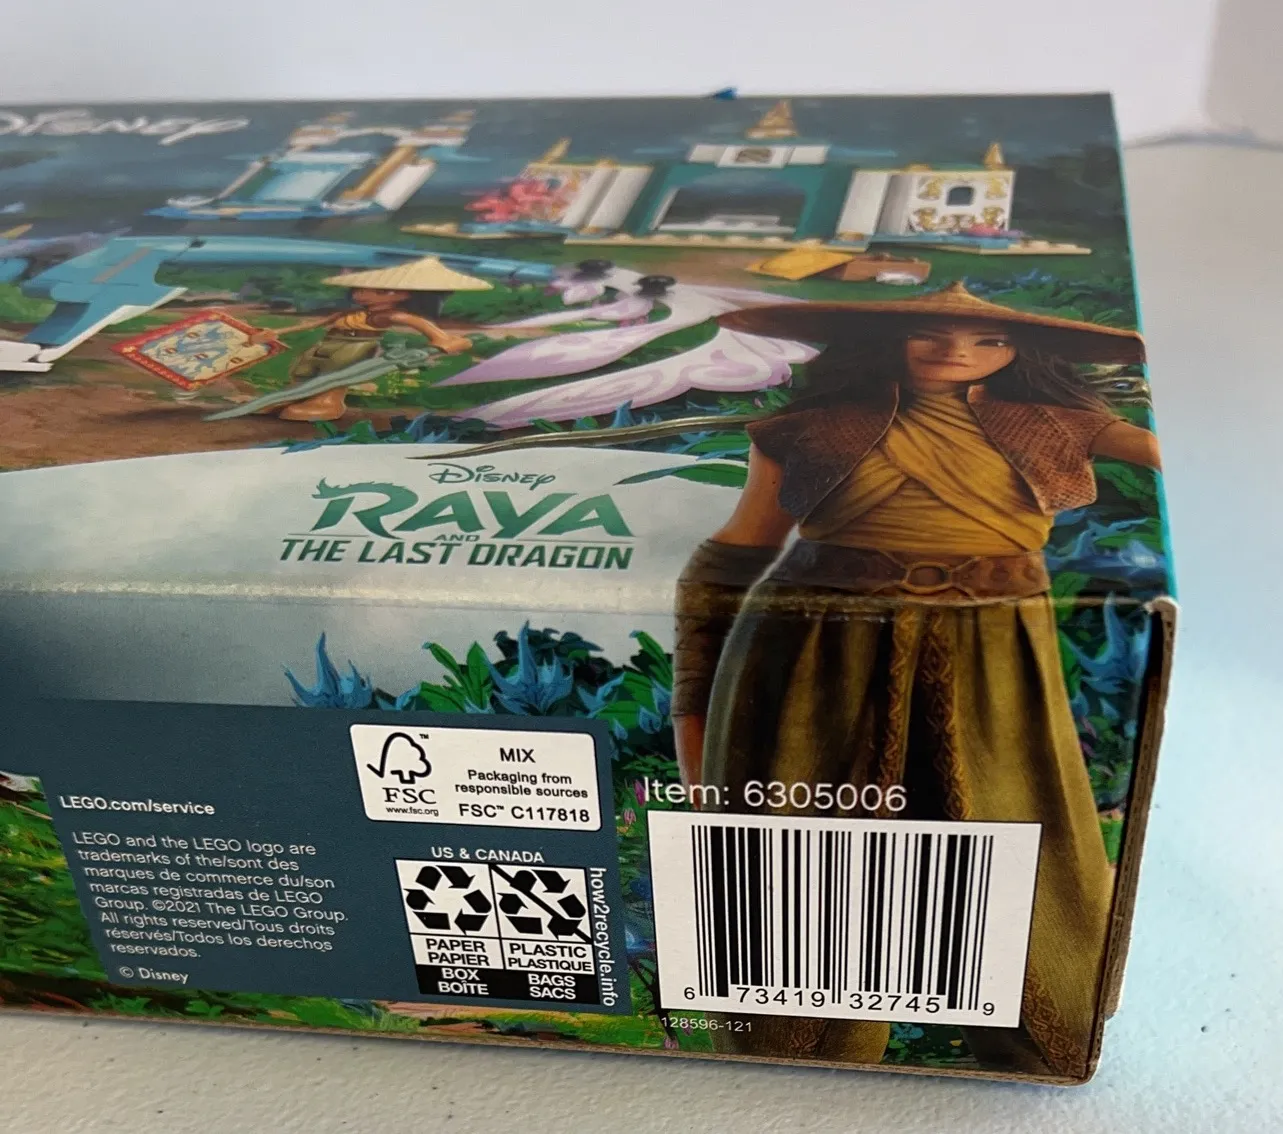 DISNEY
Disney
RAYA
AND
THE LAST DRAGON
LEGO.com/service
LEGO and the LEGO logo are
trademarks of the/sont des
marques de commerce du/son
marcas registradas de LEGO
Group. ©2021 The LEGO Group.
All rights reserved/Tous droits
réservés/Todos los derechos
reservados.
© Disney
FSC
www.fsc.org
™
MIX
Packaging from
responsible sources
FSC™ C117818
US & CANADA
PAPER
PAPIER
BOX
BOÎTE
PLASTIC
PLASTIQUE
BAGS
SACS
how2recycle.info
Item: 6305006
6 73419 32745 9
128596-121